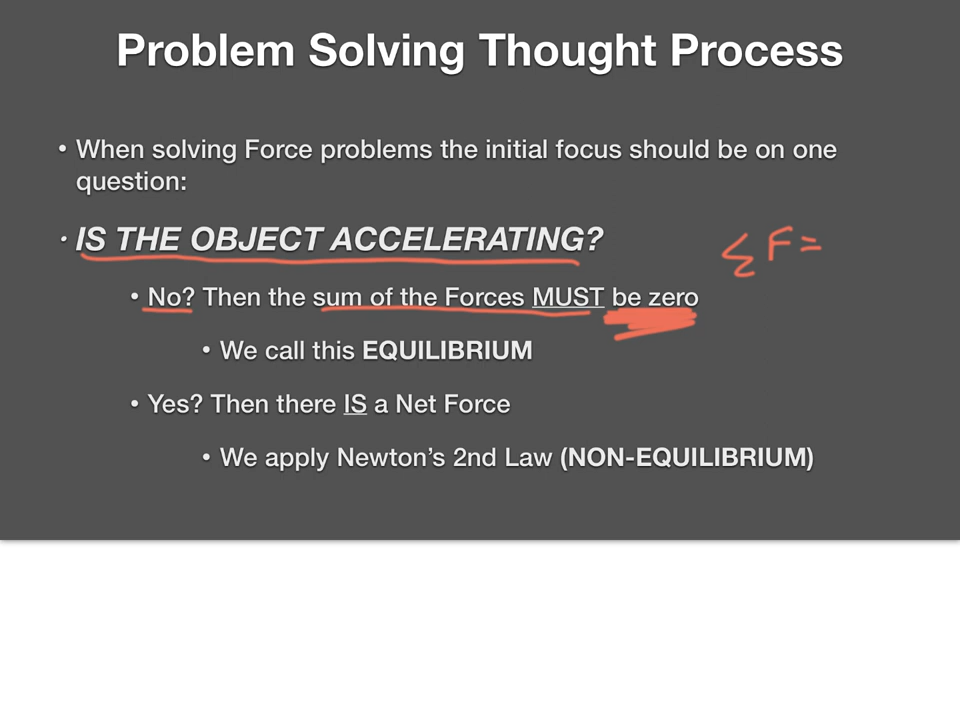 Problem Solving Thought Process
• When solving Force problems the initial focus should be on one
question:
• IS THE OBJECT ACCELERATING?
Σ F =
• No? Then the sum of the Forces MUST be zero
• We call this EQUILIBRIUM
• Yes? Then there IS a Net Force
• We apply Newton’s 2nd Law (NON-EQUILIBRIUM)